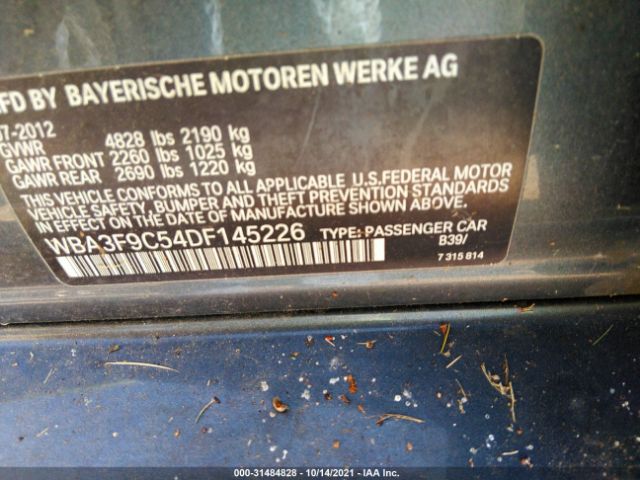 MFD BY BAYERISCHE MOTOREN WERKE AG
07-2012
GVWR 4828 lbs 2190 kg
GAWR FRONT 2260 lbs 1025 kg
GAWR REAR 2690 lbs 1220 kg
THIS VEHICLE CONFORMS TO ALL APPLICABLE U.S.FEDERAL MOTOR
VEHICLE SAFETY, BUMPER AND THEFT PREVENTION STANDARDS
IN EFFECT ON THE DATE OF MANUFACTURE SHOWN ABOVE.
WBA3F9C54DF145226 TYPE: PASSENGER CAR
B39/
7 315 814
000-31484828 - 10/14/2021 - IAA Inc.